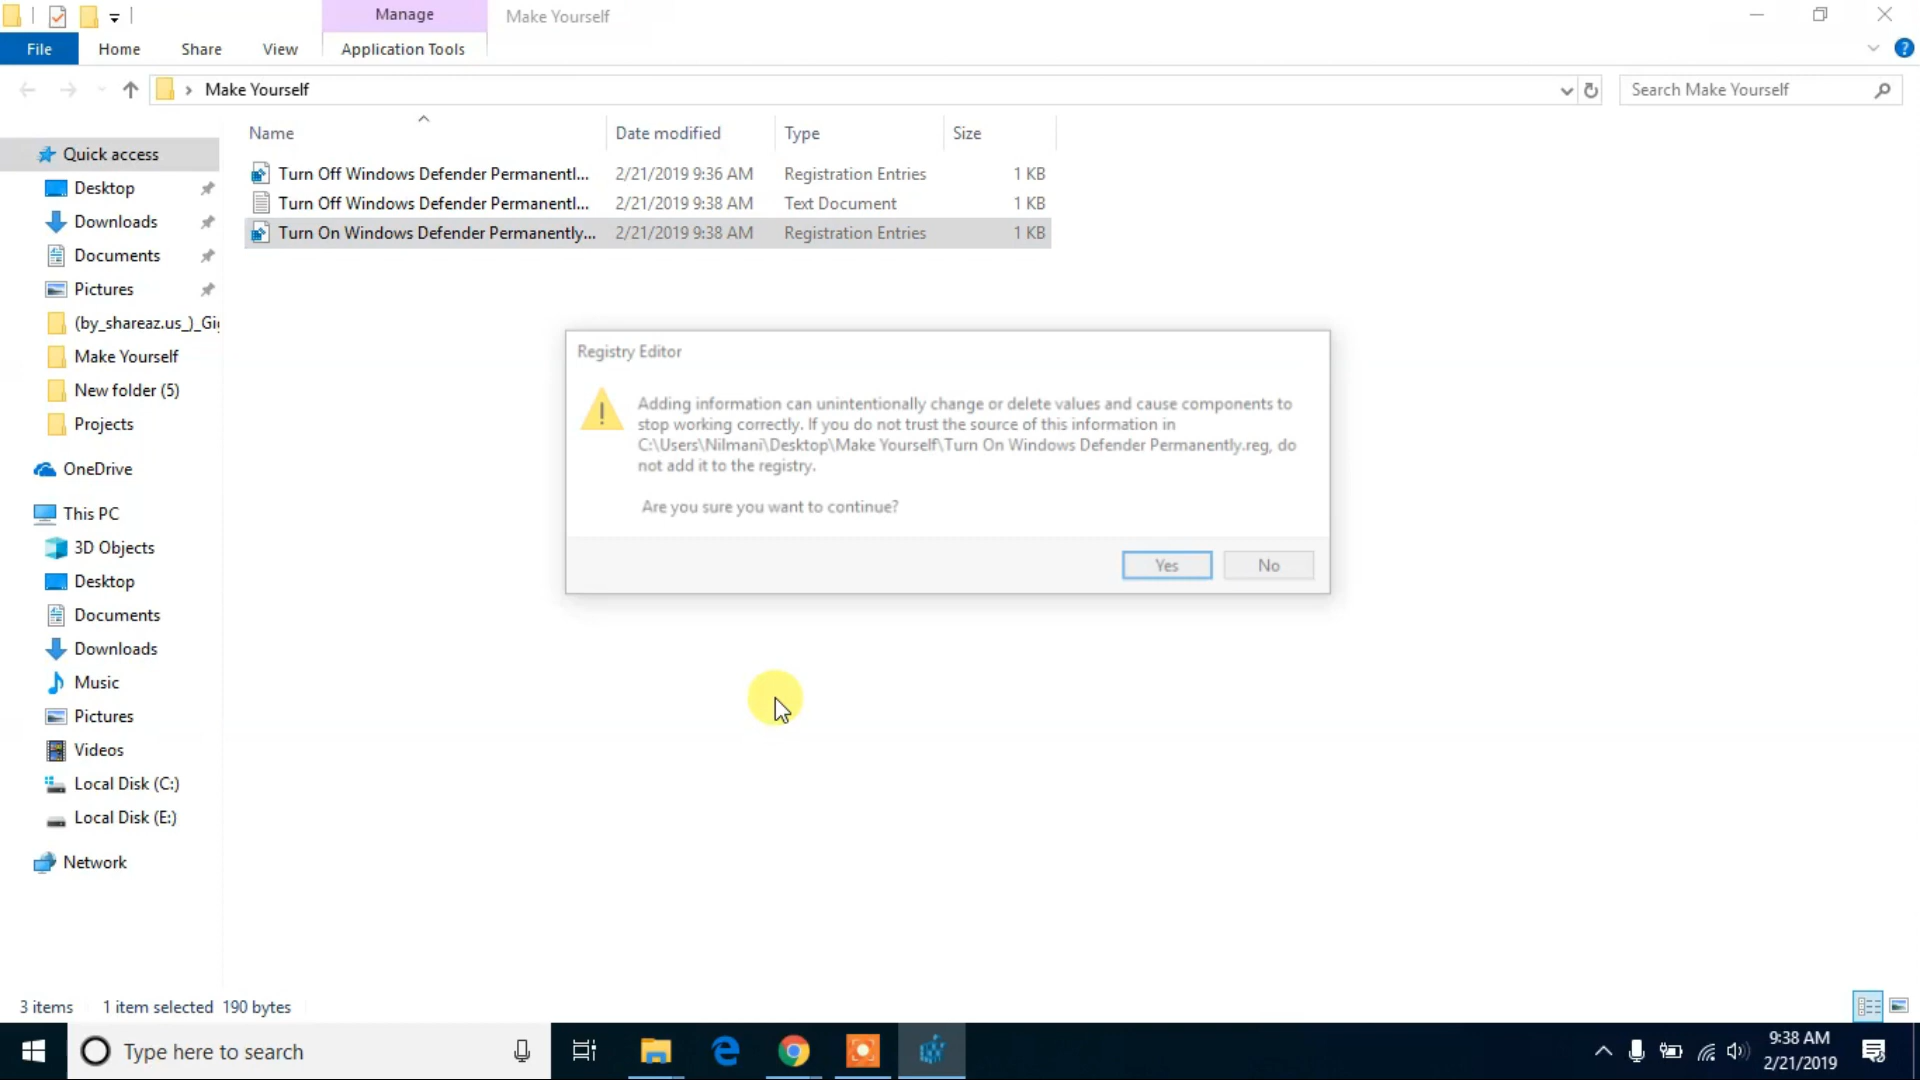 Manage
Make Yourself
File
Home
Share
View
Application Tools
Make Yourself
Search Make Yourself
Name
Date modified
Type
Size
Turn Off Windows Defender Permanentl...
2/21/2019 9:36 AM
Registration Entries
1 KB
Turn Off Windows Defender Permanentl...
2/21/2019 9:38 AM
Text Document
1 KB
Turn On Windows Defender Permanently...
2/21/2019 9:38 AM
Registration Entries
1 KB
Quick access
Desktop
Downloads
Documents
Pictures
(by_shareaz.us_)_Gi
Make Yourself
New folder (5)
Projects
OneDrive
This PC
3D Objects
Desktop
Documents
Downloads
Music
Pictures
Videos
Local Disk (C:)
Local Disk (E:)
Network
Registry Editor
Adding information can unintentionally change or delete values and cause components to
stop working correctly. If you do not trust the source of this information in
C:\Users\Nilmani\Desktop\Make Yourself\Turn On Windows Defender Permanently.reg, do
not add it to the registry.
Are you sure you want to continue?
Yes
No
3 items
1 item selected 190 bytes
Type here to search
9:38 AM
2/21/2019